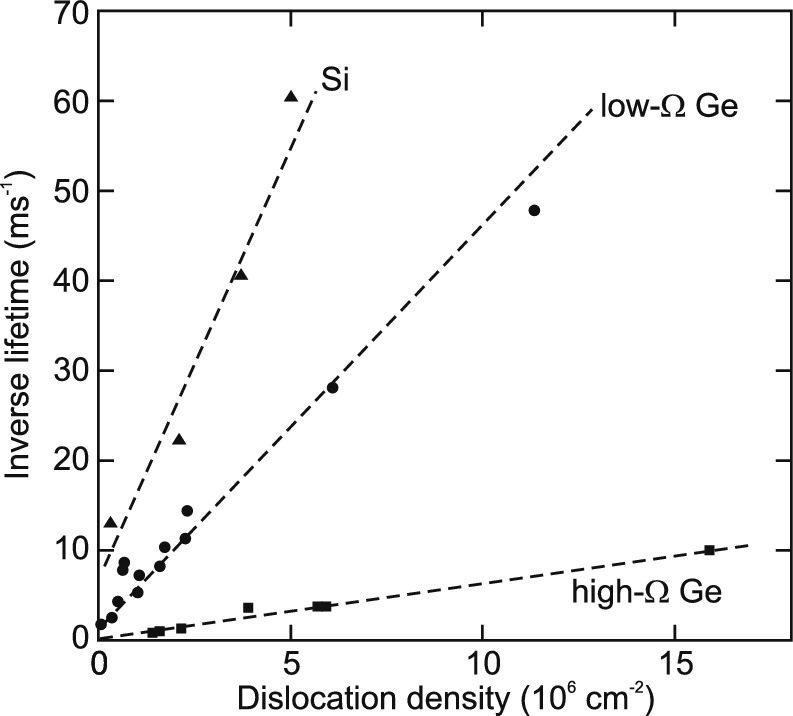 70
60
50
40
30
20
10
0
Inverse lifetime (ms⁻¹)
Si
low-Ω Ge
high-Ω Ge
0 5 10 15
Dislocation density (10⁶ cm⁻²)